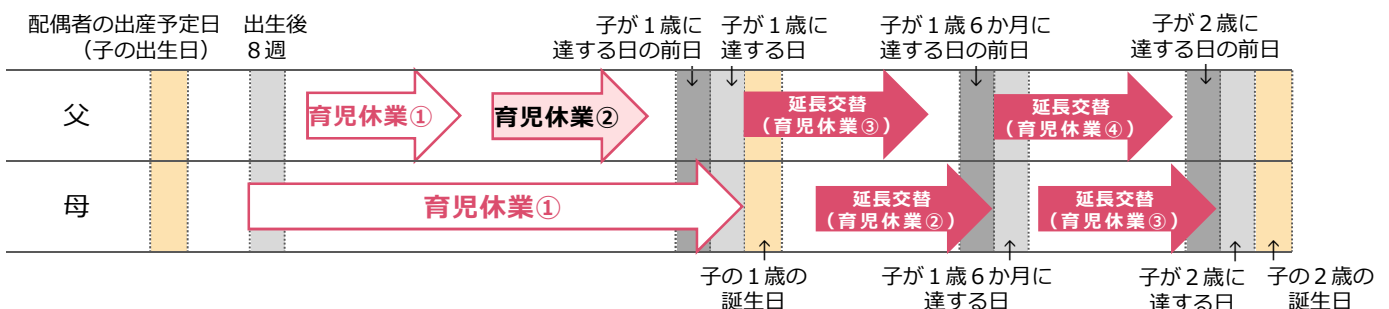 配偶者の出産予定日
（子の出生日）
出生後
８週
子が１歳に
達する日の前日
子が１歳に
達する日
子が１歳６か月に
達する日の前日
子が２歳に
達する日の前日
父
育児休業①
育児休業②
延長交替
（育児休業③）
延長交替
（育児休業④）
母
育児休業①
延長交替
（育児休業②）
延長交替
（育児休業③）
子の１歳の
誕生日
子が１歳６か月に
達する日
子が２歳に
達する日
子の２歳の
誕生日